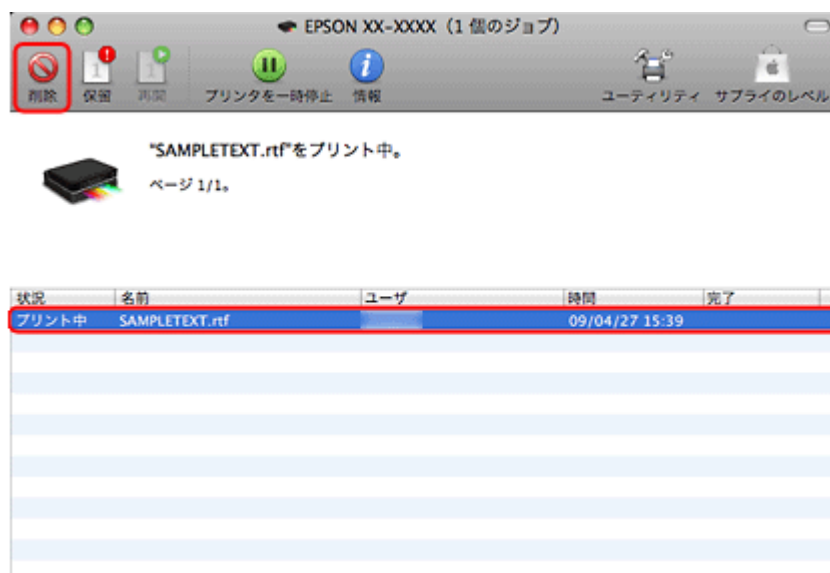 EPSON XX-XXXX（1 個のジョブ）
削除 保留 再開 プリンタを一時停止 情報 ユーティリティ サプライのレベル
"SAMPLETEXT.rtf"をプリント中。
ページ 1/1。
状況 名前 ユーザ 時間 完了
プリント中 SAMPLETEXT.rtf 09/04/27 15:39